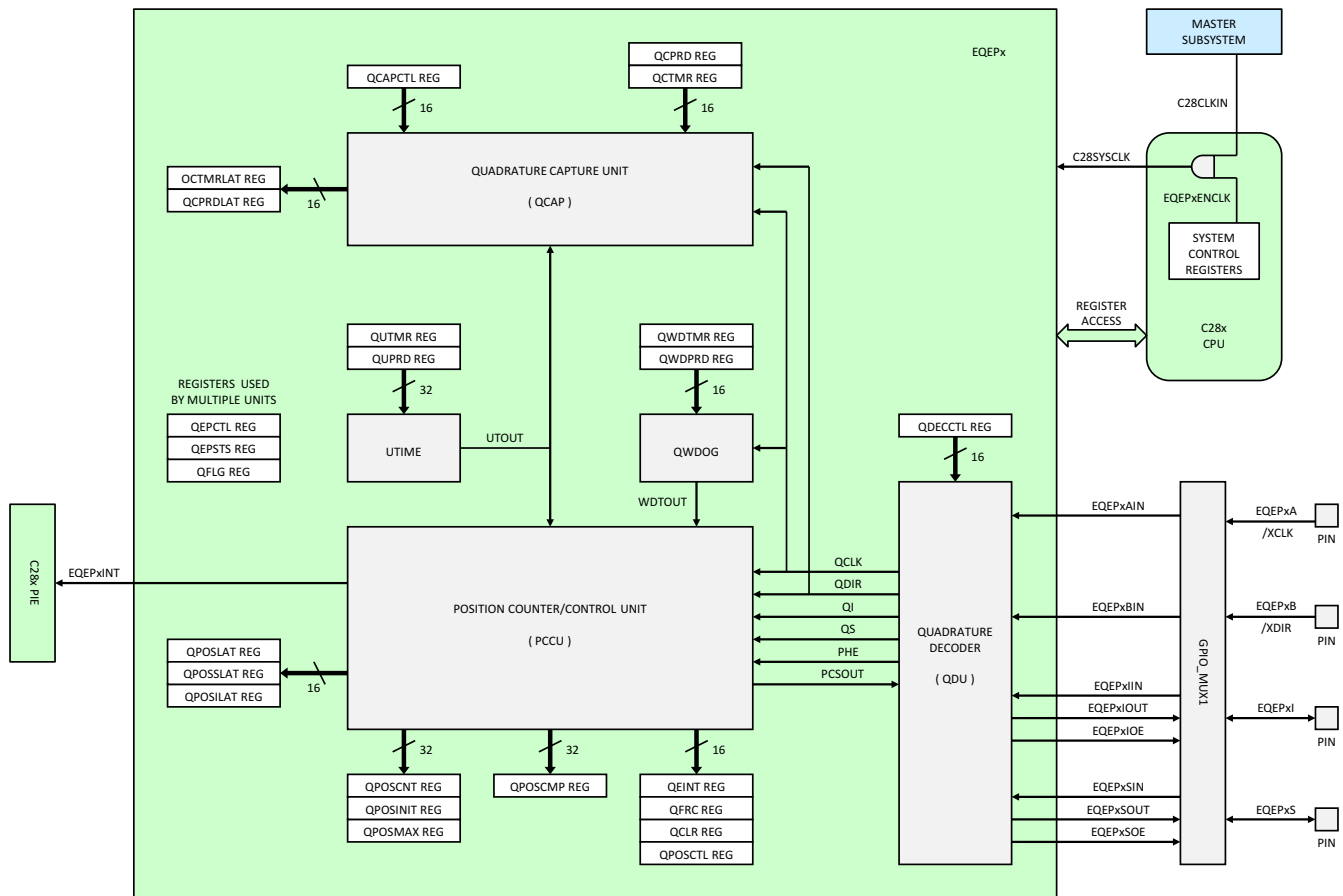 EQEPx
MASTER
SUBSYSTEM
QCPRD REG
QCTMR REG
QCAPCTL REG
16
16
C28CLKIN
QUADRATURE CAPTURE UNIT
( QCAP )
OCTMRLAT REG
QCPRDLAT REG
16
C28SYSCLK
EQEPxENCLK
SYSTEM
CONTROL
REGISTERS
REGISTER
ACCESS
C28x
CPU
QUTMR REG
QUPRD REG
32
QWDTMR REG
QWDPRD REG
16
REGISTERS USED
BY MULTIPLE UNITS
QEPCTL REG
QEPSTS REG
QFLG REG
UTIME
UTOUT
QWDOG
WDTOUT
QDECCTL REG
16
C28x PIE
EQEPxINT
POSITION COUNTER/CONTROL UNIT
( PCCU )
QCLK
QDIR
QI
QS
PHE
PCSOUT
QUADRATURE
DECODER
( QDU )
EQEPxAIN
EQEPxBIN
EQEPxIIN
EQEPxIOUT
EQEPxIOE
EQEPxSIN
EQEPxSOUT
EQEPxSOE
GPIO_MUX1
EQEPxA
/XCLK
PIN
EQEPxB
/XDIR
PIN
EQEPxI
PIN
EQEPxS
PIN
QPOSLAT REG
QPOSSLAT REG
QPOSILAT REG
16
32
32
16
QPOSCNT REG
QPOSINIT REG
QPOSMAX REG
QPOSCMP REG
QEINT REG
QFRC REG
QCLR REG
QPOSCTL REG